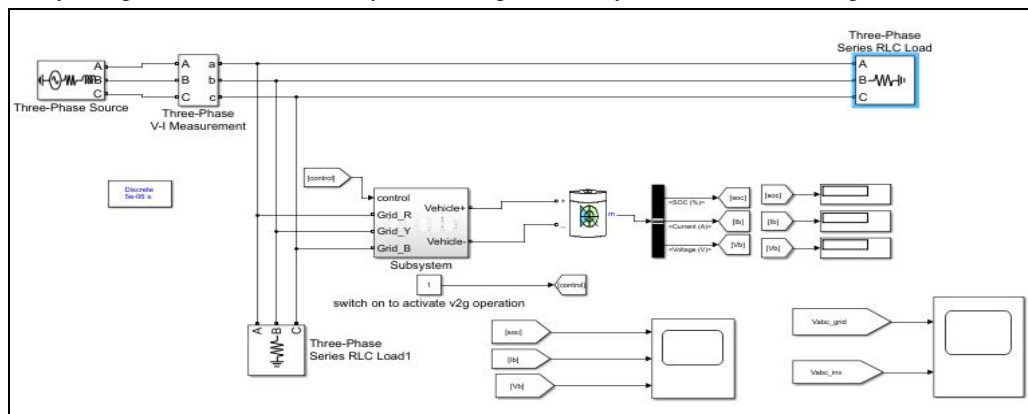 Three-Phase
Series RLC Load
A
B
C
A
B
C
Three-Phase Source
A a
B b
C c
Three-Phase
V-I Measurement
Discrete
5e-06 s.
[control]
control
Grid_R
Grid_Y
Grid_B
Vehicle+
Vehicle-
Subsystem
+
_
m
<SOC (%)>
<Current (A)>
<Voltage (V)>
[soc]
[Ib]
[Vb]
[soc]
[Ib]
[Vb]
1
[control]
switch on to activate v2g operation
A
B
C
Three-Phase
Series RLC Load1
[soc]
[Ib]
[Vb]
Vabc_grid
Vabc_inv